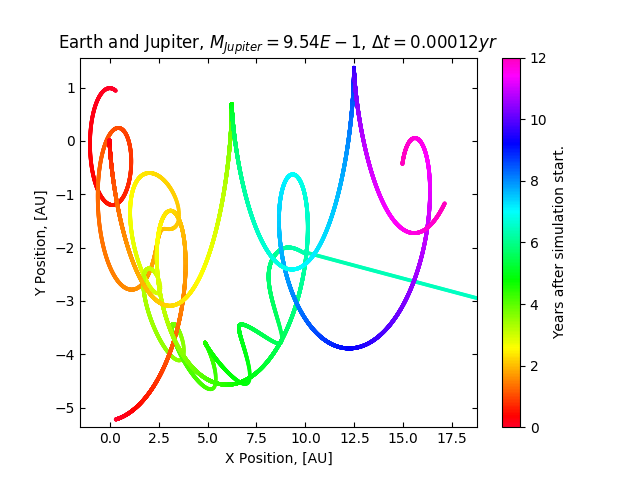 Earth and Jupiter, $M_{Jupiter} = 9.54E − 1$, $Δt = 0.00012yr$
1
0
−1
−2
−3
−4
−5
Y Position, [AU]
0.0 2.5 5.0 7.5 10.0 12.5 15.0 17.5
X Position, [AU]
12
10
8
6
4
2
0
Years after simulation start.